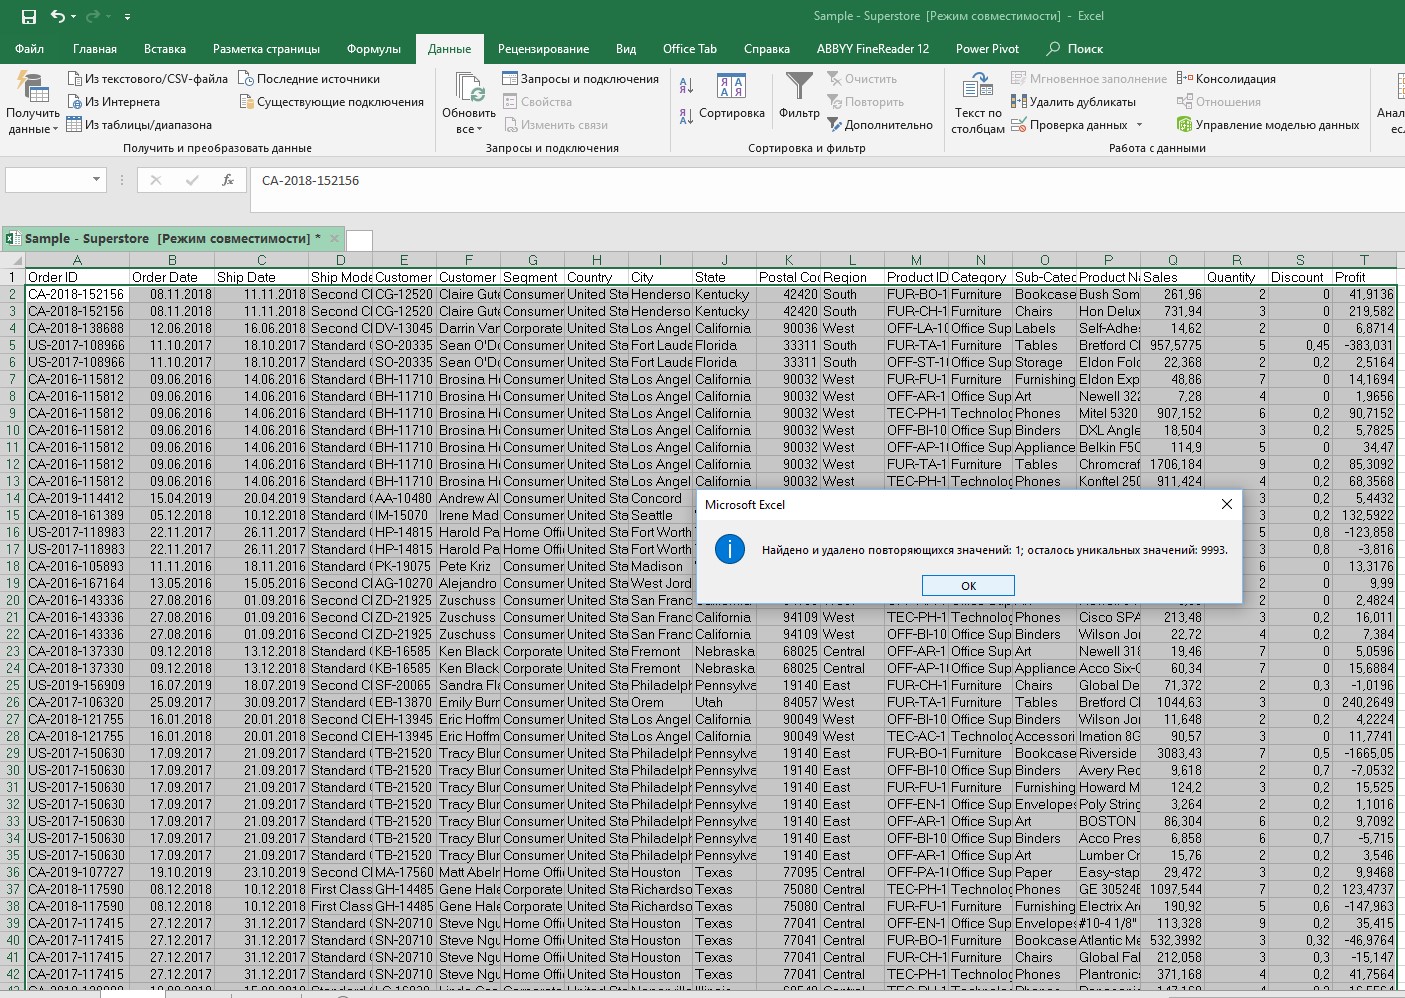 Sample - Superstore [Режим совместимости] - Excel
Файл Главная Вставка Разметка страницы Формулы Данные Рецензирование Вид Office Tab Справка ABBYY FineReader 12 Power Pivot Поиск
Получить данные
Из текстового/CSV-файла
Из Интернета
Из таблицы/диапазона
Последние источники
Существующие подключения
Получить и преобразовать данные
Обновить все
Запросы и подключения
Свойства
Изменить связи
Запросы и подключения
Сортировка
Фильтр
Очистить
Повторить
Дополнительно
Сортировка и фильтр
Текст по столбцам
Мгновенное заполнение
Удалить дубликаты
Проверка данных
Консолидация
Отношения
Управление моделью данных
Работа с данными
Анал
есл
fx CA-2018-152156
Sample - Superstore [Режим совместимости] *
A B C D E F G H I J K L M N O P Q R S T
1 Order ID Order Date Ship Date Ship Mode Customer Customer Segment Country City State Postal Coc Region Product ID Category Sub-Categ Product Na Sales Quantity Discount Profit
2 CA-2018-152156 08.11.2018 11.11.2018 Second Cl CG-12520 Claire Gute Consumer United Sta Henderso Kentucky 42420 South FUR-BO-1 Furniture Bookcase Bush Som 261,96 2 0 41,9136
3 CA-2018-152156 08.11.2018 11.11.2018 Second Cl CG-12520 Claire Gute Consumer United Sta Henderso Kentucky 42420 South FUR-CH-1 Furniture Chairs Hon Delux 731,94 3 0 219,582
4 CA-2018-138688 12.06.2018 16.06.2018 Second Cl DV-13045 Darrin Van Corporate United Sta Los Angel California 90036 West OFF-LA-10 Office Sup Labels Self-Adhes 14,62 2 0 6,8714
5 US-2017-108966 11.10.2017 18.10.2017 Standard C SO-20335 Sean O'Do Consumer United Sta Fort Laude Florida 33311 South FUR-TA-1 Furniture Tables Bretford Cl 957,5775 5 0,45 -383,031
6 US-2017-108966 11.10.2017 18.10.2017 Standard C SO-20335 Sean O'Do Consumer United Sta Fort Laude Florida 33311 South OFF-ST-10 Office Sup Storage Eldon Folc 22,368 2 0,2 2,5164
7 CA-2016-115812 09.06.2016 14.06.2016 Standard C BH-11710 Brosina Ho Consumer United Sta Los Angel California 90032 West FUR-FU-1 Furniture Furnishing Eldon Exp 48,86 7 0 14,1694
8 CA-2016-115812 09.06.2016 14.06.2016 Standard C BH-11710 Brosina Ho Consumer United Sta Los Angel California 90032 West OFF-AR-1 Office Sup Art Newell 322 7,28 4 0 1,9656
9 CA-2016-115812 09.06.2016 14.06.2016 Standard C BH-11710 Brosina Ho Consumer United Sta Los Angel California 90032 West TEC-PH-1 Technolog Phones Mitel 5320 907,152 6 0,2 90,7152
10 CA-2016-115812 09.06.2016 14.06.2016 Standard C BH-11710 Brosina Ho Consumer United Sta Los Angel California 90032 West OFF-BI-10 Office Sup Binders DXL Angle 18,504 3 0,2 5,7825
11 CA-2016-115812 09.06.2016 14.06.2016 Standard C BH-11710 Brosina Ho Consumer United Sta Los Angel California 90032 West OFF-AP-1 Office Sup Appliance Belkin F5C 114,9 5 0 34,47
12 CA-2016-115812 09.06.2016 14.06.2016 Standard C BH-11710 Brosina Ho Consumer United Sta Los Angel California 90032 West FUR-TA-1 Furniture Tables Chromcraf 1706,184 9 0,2 85,3092
13 CA-2016-115812 09.06.2016 14.06.2016 Standard C BH-11710 Brosina Ho Consumer United Sta Los Angel California 90032 West TEC-PH-1 Technolog Phones Konftel 250 911,424 4 0,2 68,3568
14 CA-2019-114412 15.04.2019 20.04.2019 Standard C AA-10480 Andrew Al Consumer United Sta Concord 3 0,2 5,4432
15 CA-2018-161389 05.12.2018 10.12.2018 Standard C IM-15070 Irene Mad Consumer United Sta Seattle 3 0,2 132,5922
16 US-2017-118983 22.11.2017 26.11.2017 Standard C HP-14815 Harold Pa Home Offi United Sta Fort Worth 5 0,8 -123,858
17 US-2017-118983 22.11.2017 26.11.2017 Standard C HP-14815 Harold Pa Home Offi United Sta Fort Worth 3 0,8 -3,816
18 CA-2016-105893 11.11.2016 18.11.2016 Standard C PK-19075 Pete Kriz Consumer United Sta Madison 6 0 13,3176
19 CA-2016-167164 13.05.2016 15.05.2016 Second Cl AG-10270 Alejandro Consumer United Sta West Jord 2 0 9,99
20 CA-2016-143336 27.08.2016 01.09.2016 Second Cl ZD-21925 Zuschuss Consumer United Sta San Franc 2 0 2,4824
Microsoft Excel
Найдено и удалено повторяющихся значений: 1; осталось уникальных значений: 9993.
OK
21 CA-2016-143336 27.08.2016 01.09.2016 Second Cl ZD-21925 Zuschuss Consumer United Sta San Franc California 94109 West TEC-PH-1 Technolog Phones Cisco SPA 213,48 3 0,2 16,011
22 CA-2016-143336 27.08.2016 01.09.2016 Second Cl ZD-21925 Zuschuss Consumer United Sta San Franc California 94109 West OFF-BI-10 Office Sup Binders Wilson Jor 22,72 4 0,2 7,384
23 CA-2018-137330 09.12.2018 13.12.2018 Standard C KB-16585 Ken Black Corporate United Sta Fremont Nebraska 68025 Central OFF-AR-1 Office Sup Art Newell 318 19,46 7 0 5,0596
24 CA-2018-137330 09.12.2018 13.12.2018 Standard C KB-16585 Ken Black Corporate United Sta Fremont Nebraska 68025 Central OFF-AP-1 Office Sup Appliance Acco Six-C 60,34 7 0 15,6884
25 US-2019-156909 16.07.2019 18.07.2019 Second Cl SF-20065 Sandra Fla Consumer United Sta Philadelph Pennsylva 19140 East FUR-CH-1 Furniture Chairs Global De 71,372 2 0,3 -1,0196
26 CA-2017-106320 25.09.2017 30.09.2017 Standard C EB-13870 Emily Burn Consumer United Sta Orem Utah 84057 West FUR-TA-1 Furniture Tables Bretford Cl 1044,63 3 0 240,2649
27 CA-2018-121755 16.01.2018 20.01.2018 Second Cl EH-13945 Eric Hoffm Consumer United Sta Los Angel California 90049 West OFF-BI-10 Office Sup Binders Wilson Jor 11,648 2 0,2 4,2224
28 CA-2018-121755 16.01.2018 20.01.2018 Second Cl EH-13945 Eric Hoffm Consumer United Sta Los Angel California 90049 West TEC-AC-1 Technolog Accessori Imation 8G 90,57 3 0 11,7741
29 US-2017-150630 17.09.2017 21.09.2017 Standard C TB-21520 Tracy Blur Consumer United Sta Philadelph Pennsylva 19140 East FUR-BO-1 Furniture Bookcase Riverside 3083,43 7 0,5 -1665,05
30 US-2017-150630 17.09.2017 21.09.2017 Standard C TB-21520 Tracy Blur Consumer United Sta Philadelph Pennsylva 19140 East OFF-BI-10 Office Sup Binders Avery Rec 9,618 2 0,7 -7,0532
31 US-2017-150630 17.09.2017 21.09.2017 Standard C TB-21520 Tracy Blur Consumer United Sta Philadelph Pennsylva 19140 East FUR-FU-1 Furniture Furnishing Howard M 124,2 3 0,2 15,525
32 US-2017-150630 17.09.2017 21.09.2017 Standard C TB-21520 Tracy Blur Consumer United Sta Philadelph Pennsylva 19140 East OFF-EN-1 Office Sup Envelopes Poly String 3,264 2 0,2 1,1016
33 US-2017-150630 17.09.2017 21.09.2017 Standard C TB-21520 Tracy Blur Consumer United Sta Philadelph Pennsylva 19140 East OFF-AR-1 Office Sup Art BOSTON 86,304 6 0,2 9,7092
34 US-2017-150630 17.09.2017 21.09.2017 Standard C TB-21520 Tracy Blur Consumer United Sta Philadelph Pennsylva 19140 East OFF-BI-10 Office Sup Binders Acco Pres 6,858 6 0,7 -5,715
35 US-2017-150630 17.09.2017 21.09.2017 Standard C TB-21520 Tracy Blur Consumer United Sta Philadelph Pennsylva 19140 East OFF-AR-1 Office Sup Art Lumber Cr 15,76 2 0,2 3,546
36 CA-2019-107727 19.10.2019 23.10.2019 Second Cl MA-17560 Matt Abeln Home Offi United Sta Houston Texas 77095 Central OFF-PA-1 Office Sup Paper Easy-stap 29,472 3 0,2 9,9468
37 CA-2018-117590 08.12.2018 10.12.2018 First Class GH-14485 Gene Hale Corporate United Sta Richardso Texas 75080 Central TEC-PH-1 Technolog Phones GE 30524E 1097,544 7 0,2 123,4737
38 CA-2018-117590 08.12.2018 10.12.2018 First Class GH-14485 Gene Hale Corporate United Sta Richardso Texas 75080 Central FUR-FU-1 Furniture Furnishing Electrix Arc 190,92 5 0,6 -147,963
39 CA-2017-117415 27.12.2017 31.12.2017 Standard C SN-20710 Steve Ngu Home Offi United Sta Houston Texas 77041 Central OFF-EN-1 Office Sup Envelopes #10-4 1/8" 113,328 9 0,2 35,415
40 CA-2017-117415 27.12.2017 31.12.2017 Standard C SN-20710 Steve Ngu Home Offi United Sta Houston Texas 77041 Central FUR-BO-1 Furniture Bookcase Atlantic Me 532,3992 3 0,32 -46,9764
41 CA-2017-117415 27.12.2017 31.12.2017 Standard C SN-20710 Steve Ngu Home Offi United Sta Houston Texas 77041 Central FUR-CH-1 Furniture Chairs Global Fal 212,058 3 0,3 -15,147
42 CA-2017-117415 27.12.2017 31.12.2017 Standard C SN-20710 Steve Ngu Home Offi United Sta Houston Texas 77041 Central TEC-PH-1 Technolog Phones Plantronic 371,168 4 0,2 41,7564